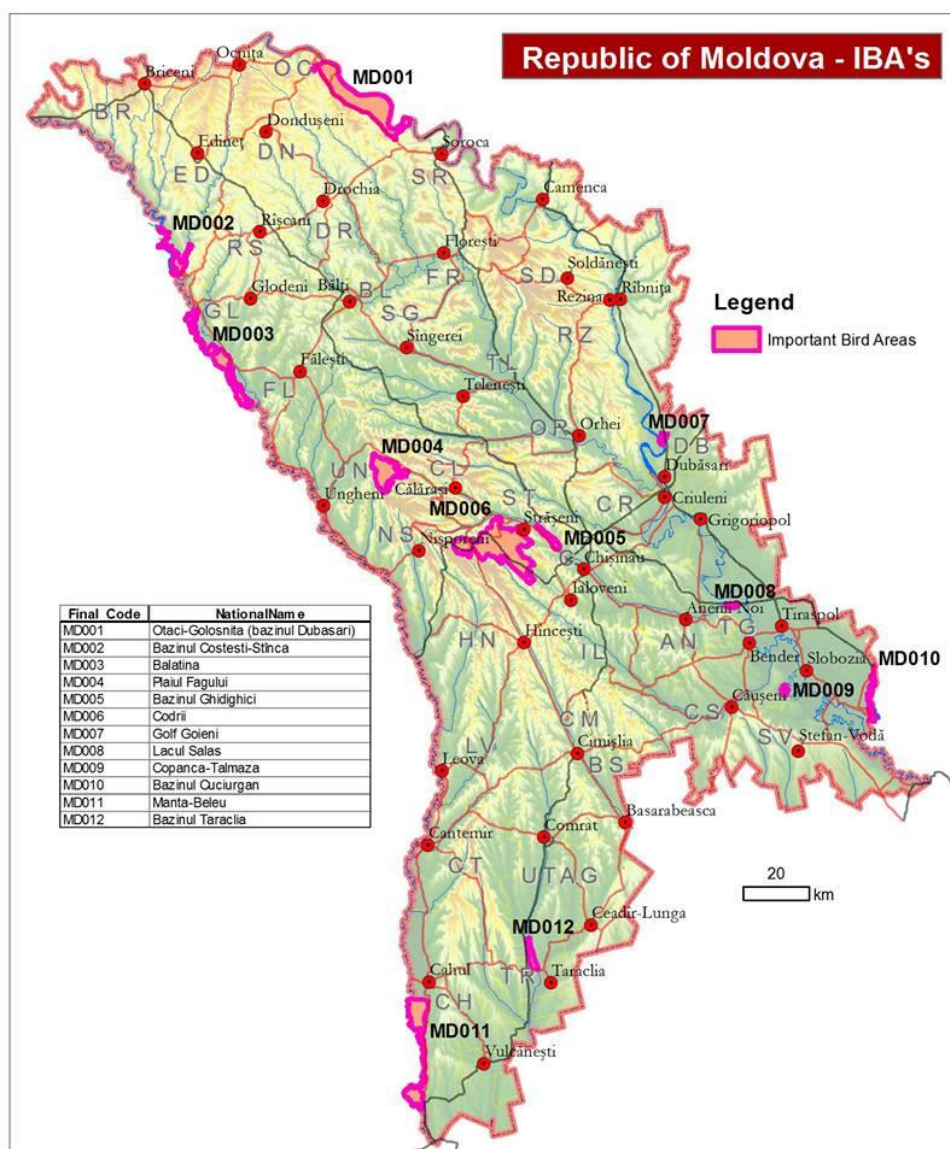 Republic of Moldova - IBA's
Ocnița
OC
MD001
Briceni
BR
Dondușeni
DN
Edineț
ED
Soroca
SR
Camenca
Drochia
DR
MD002
Rîșcani
RS
Florești
FR
Șoldănești
SD
Glodeni
GL
Bălți
BL
Rezina
Rîbnița
Legend
Important Bird Areas
SG
RZ
MD003
Sîngerei
TL
Fălești
FL
Telenești
OR
Orhei
MD007
DB
MD004
UN
CL
Călărași
Dubăsari
Ungheni
MD006
ST
CR
Criuleni
Strășeni
Grigoriopol
NS
Nisporeni
MD005
C
Chișinau
Ialoveni
MD008
Anenii Noi
TG
Tiraspol
HN
Hîncești
IL
AN
Bender
Slobozia
MD010
MD009
Căușeni
CS
CM
SV
Ștefan-Vodă
LV
Cimișlia
BS
Leova
Final Code NationalName
MD001 Otaci-Golosnita (bazinul Dubasari)
MD002 Bazinul Costesti-Stînca
MD003 Balatina
MD004 Plaiul Fagului
MD005 Bazinul Ghidighici
MD006 Codrii
MD007 Golf Goieni
MD008 Lacul Salas
MD009 Copanca-Talmaza
MD010 Bazinul Cuciurgan
MD011 Manta-Beleu
MD012 Bazinul Taraclia
Basarabeasca
Cantemir
Comrat
CT
UTAG
20
km
Ceadîr-Lunga
MD012
Cahul
TR
Taraclia
CH
MD011
Vulcănești